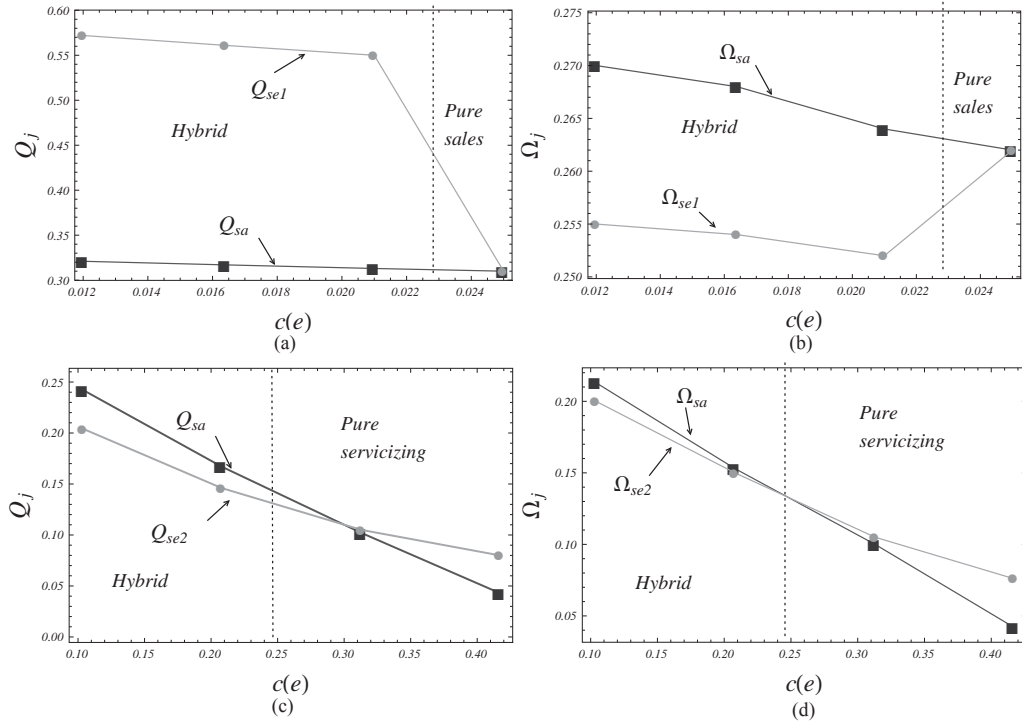 0.60
0.55
0.50
0.45
0.40
0.35
0.30
Q_j
Q_se1
Hybrid
Pure
sales
Q_sa
0.012 0.014 0.016 0.018 0.020 0.022 0.024
c(e)
(a)
0.275
0.270
0.265
0.260
0.255
0.250
Ω_j
Ω_sa
Pure
sales
Hybrid
Ω_se1
0.012 0.014 0.016 0.018 0.020 0.022 0.024
c(e)
(b)
0.25
0.20
0.15
0.10
0.05
0.00
Q_j
Q_sa
Pure
servicizing
Q_se2
Hybrid
0.10 0.15 0.20 0.25 0.30 0.35 0.40
c(e)
(c)
0.20
0.15
0.10
0.05
Ω_j
Ω_sa
Pure
servicizing
Ω_se2
Hybrid
0.10 0.15 0.20 0.25 0.30 0.35 0.40
c(e)
(d)